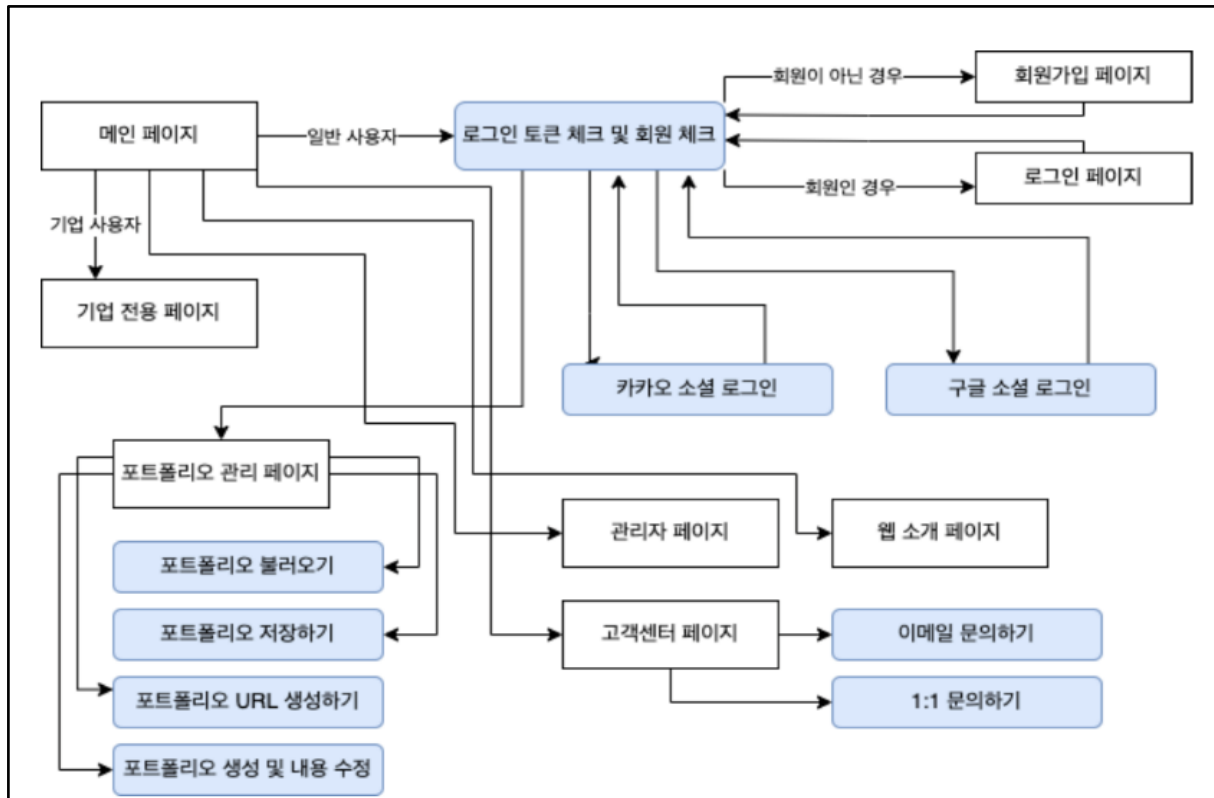 회원이 아닌 경우
회원가입 페이지
메인 페이지
일반 사용자
로그인 토큰 체크 및 회원 체크
회원인 경우
로그인 페이지
기업 사용자
기업 전용 페이지
카카오 소셜 로그인
구글 소셜 로그인
포트폴리오 관리 페이지
관리자 페이지
웹 소개 페이지
포트폴리오 불러오기
포트폴리오 저장하기
고객센터 페이지
이메일 문의하기
포트폴리오 URL 생성하기
1:1 문의하기
포트폴리오 생성 및 내용 수정